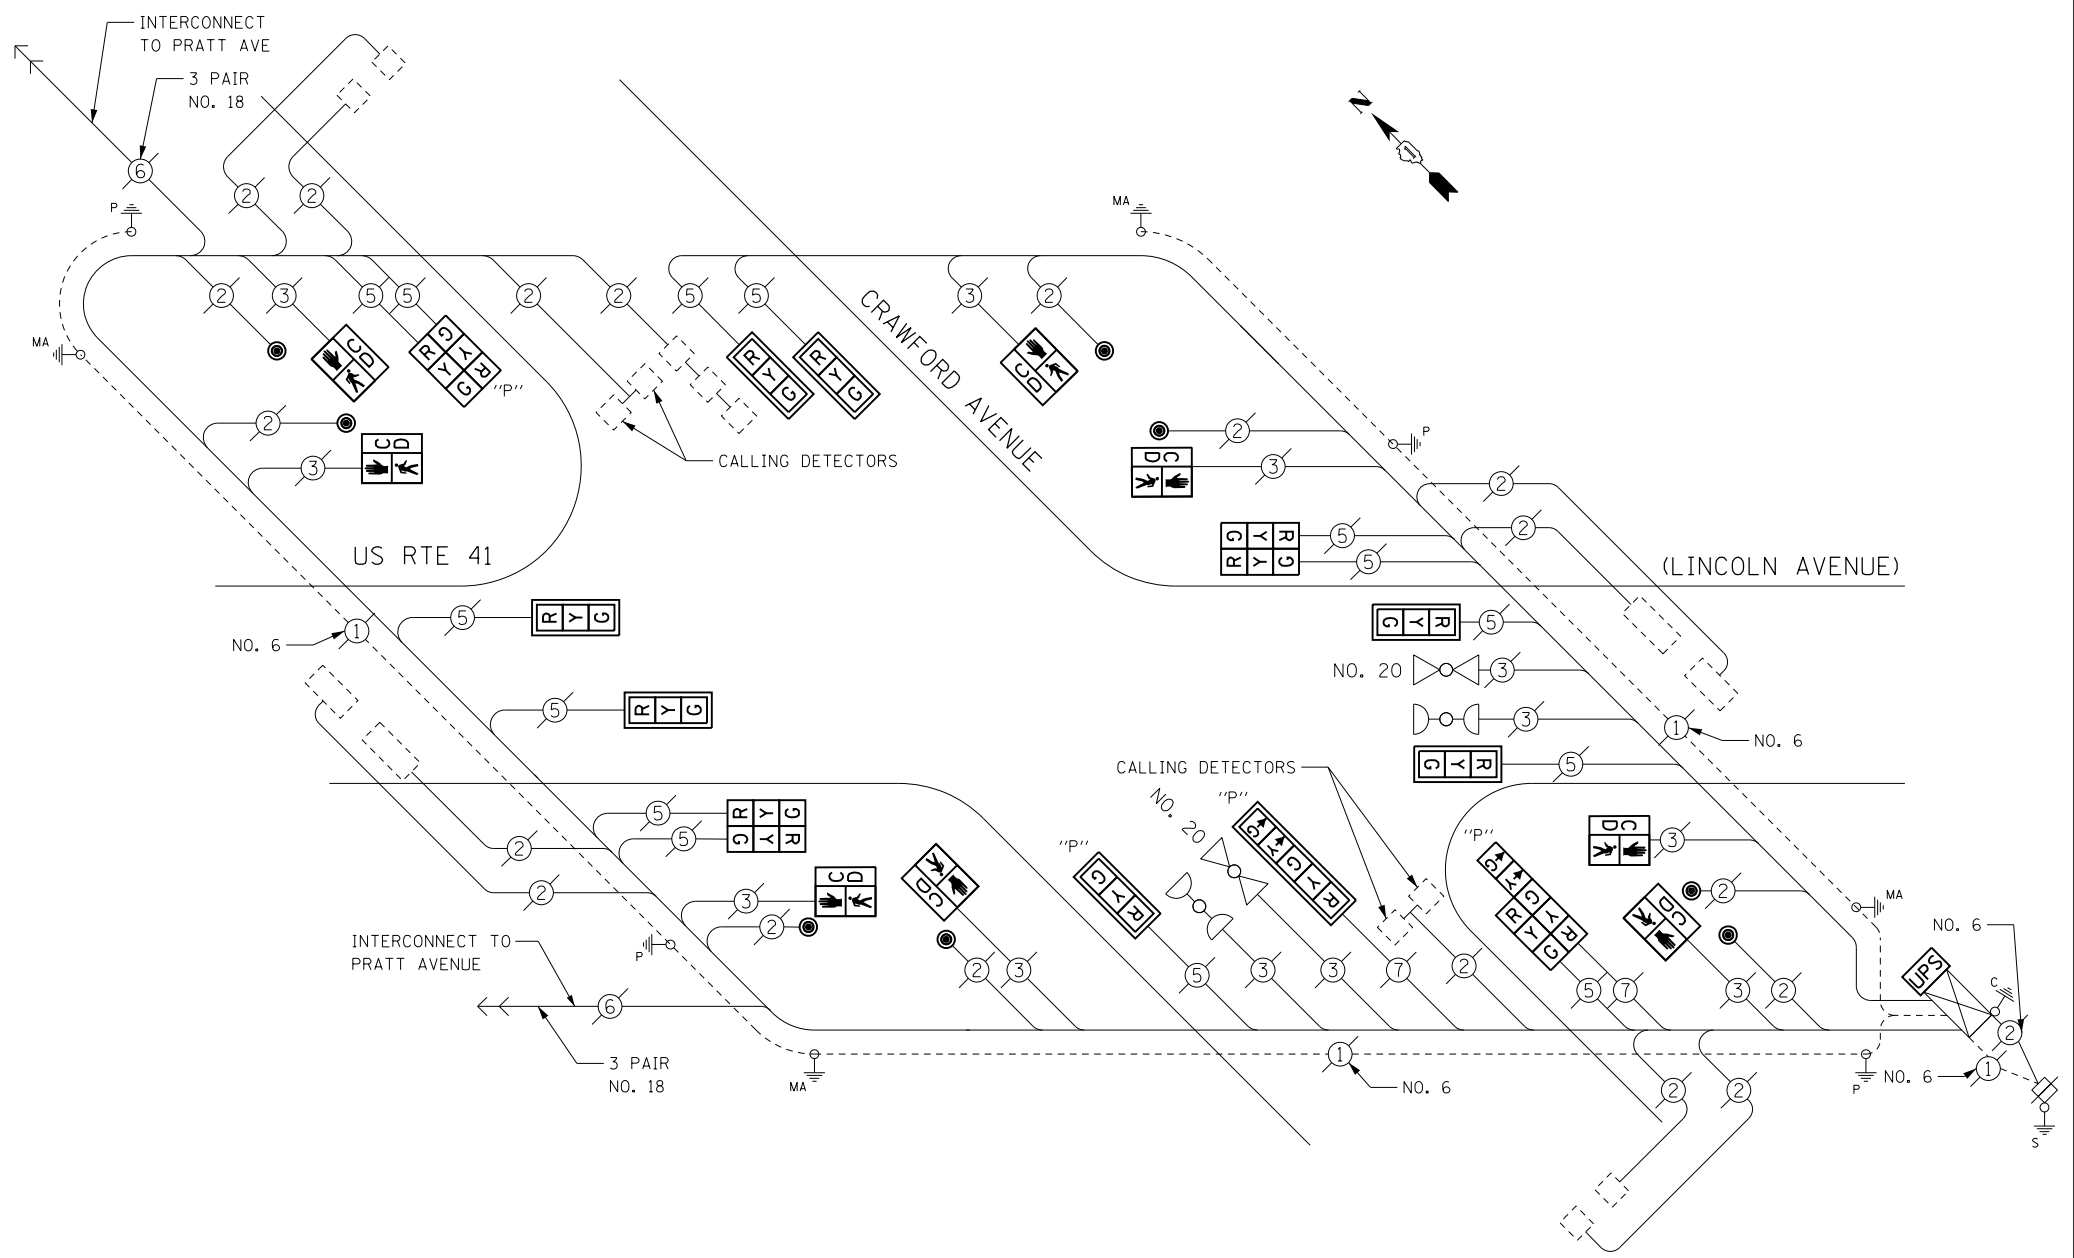 INTERCONNECT
TO PRATT AVE
3 PAIR
NO. 18
N
6
2
2
P
MA
MA
2
3
5
5
2
2
5
5
3
2
C D
R Y G
G Y R
"P"
R Y G
R Y G
C D
CRAWFORD AVENUE
CALLING DETECTORS
2
3
C D
2
3
C D
P
2
2
G Y R
R Y G
5
5
US RTE 41
(LINCOLN AVENUE)
NO. 6
1
5
R Y G
G Y R
5
NO. 20
3
5
R Y G
3
1
NO. 6
G Y R
5
CALLING DETECTORS
"P"
NO. 20
"P"
"P"
5
5
R Y G
G Y R
2
2
3
C D
2
C D
G Y R
G Y G Y R
G Y G Y R
R Y G
C D
3
2
C D
MA
NO. 6
INTERCONNECT TO
PRATT AVENUE
P
6
2
3
5
3
3
7
2
5
7
3
2
UPS
C
2
3 PAIR
NO. 18
MA
1
NO. 6
2
2
P
NO. 6
1
S